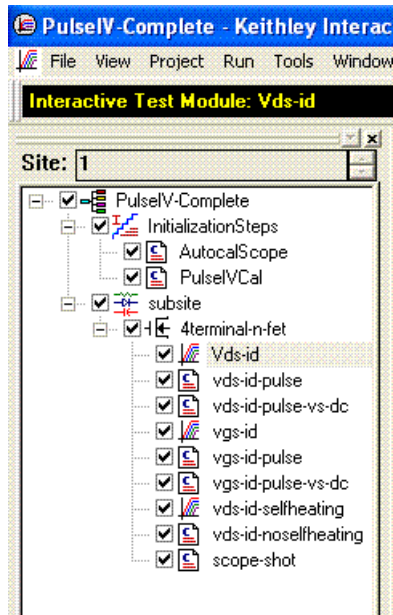 PulseIV-Complete - Keithley Interac
File View Project Run Tools Window
Interactive Test Module: Vds-id
Site: 1
PulseIV-Complete
InitializationSteps
AutocalScope
PulseIVCal
subsite
4terminal-n-fet
Vds-id
vds-id-pulse
vds-id-pulse-vs-dc
vgs-id
vgs-id-pulse
vgs-id-pulse-vs-dc
vds-id-selfheating
vds-id-noselfheating
scope-shot